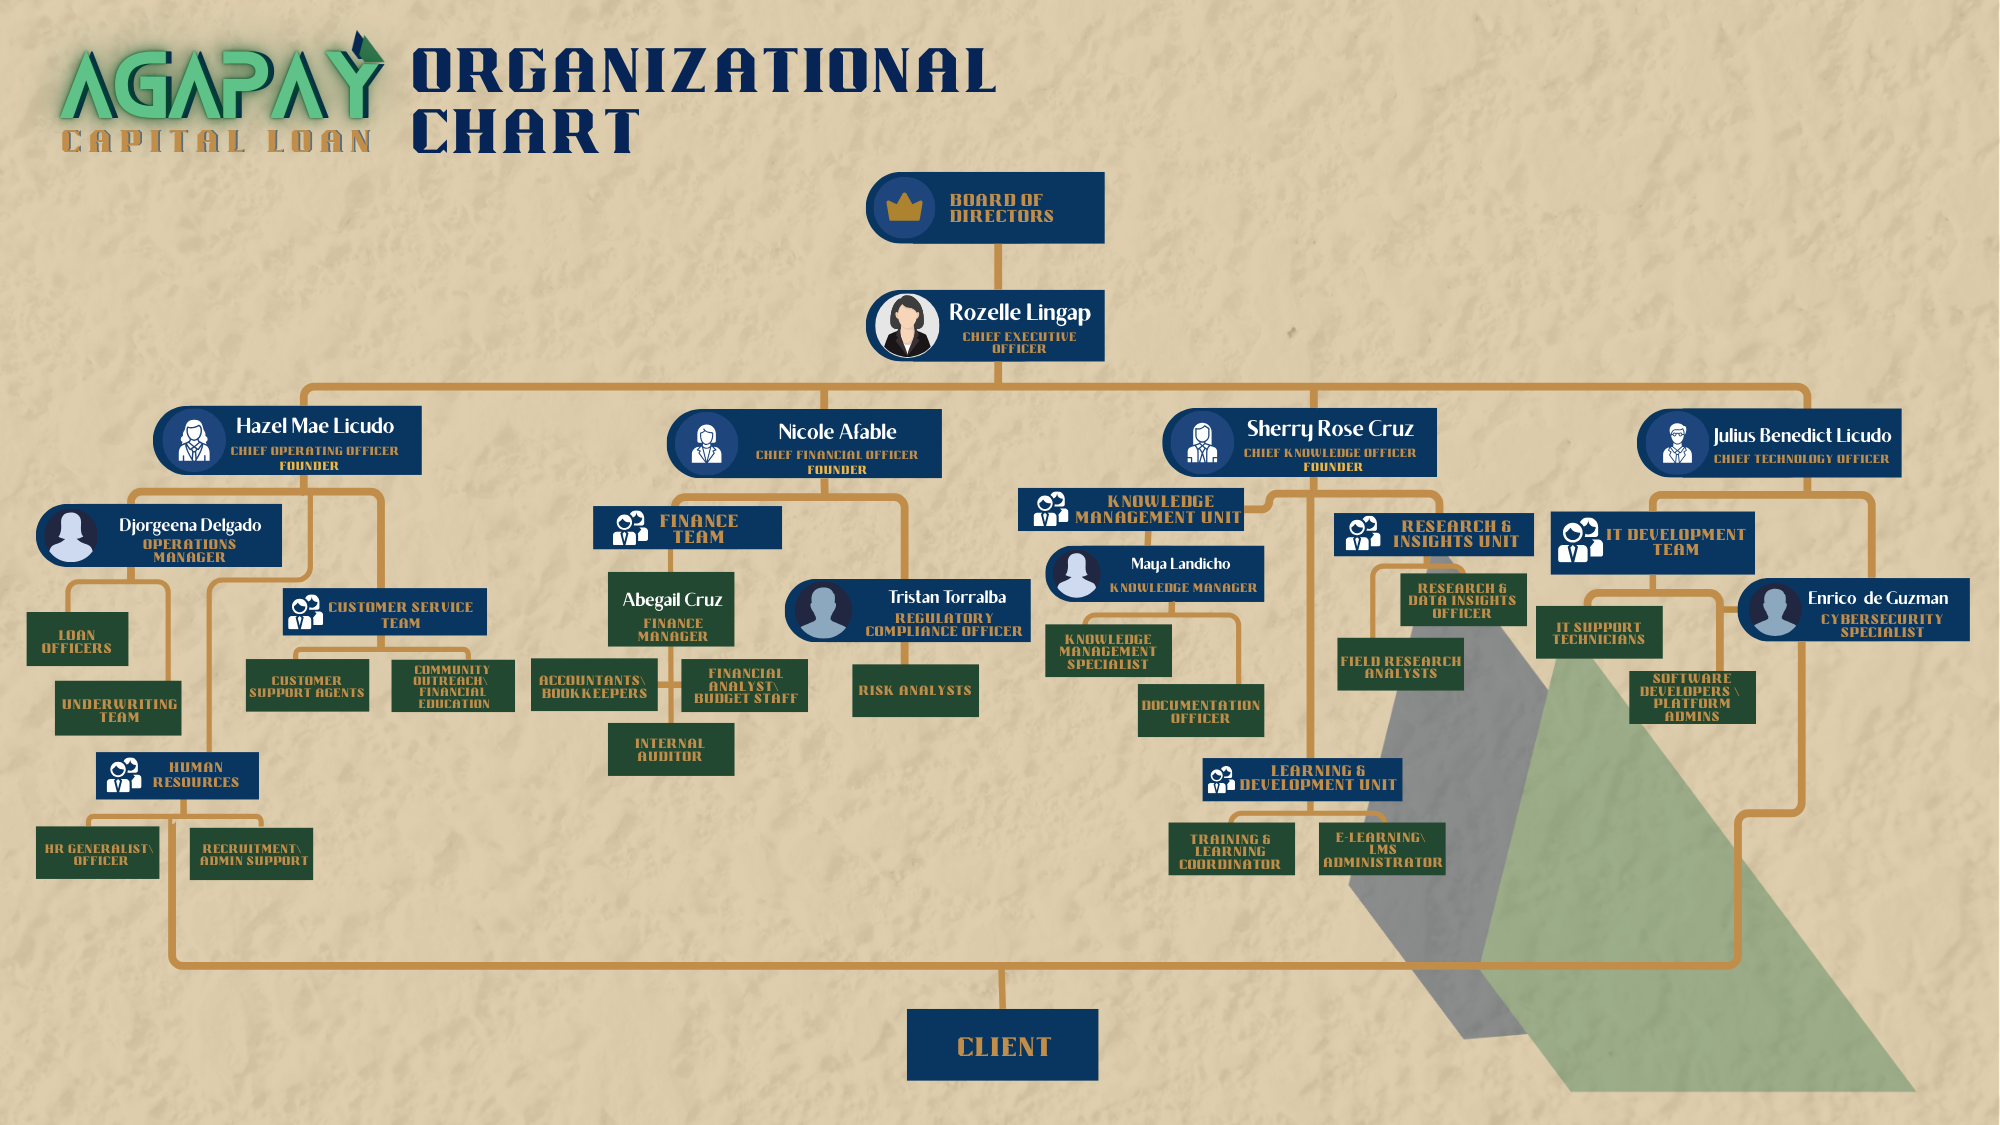 AGAPAY
CAPITAL LOAN
ORGANIZATIONAL
CHART
BOARD OF
DIRECTORS
Rozelle Lingap
CHIEF EXECUTIVE
OFFICER
Hazel Mae Licudo
CHIEF OPERATING OFFICER
FOUNDER
Nicole Afable
CHIEF FINANCIAL OFFICER
FOUNDER
Sherry Rose Cruz
CHIEF KNOWLEDGE OFFICER
FOUNDER
Julius Benedict Licudo
CHIEF TECHNOLOGY OFFICER
Djorgeena Delgado
OPERATIONS
MANAGER
LOAN
OFFICERS
UNDERWRITING
TEAM
CUSTOMER SERVICE
TEAM
CUSTOMER
SUPPORT AGENTS
COMMUNITY
OUTREACH\
FINANCIAL
EDUCATION
HUMAN
RESOURCES
HR GENERALIST\
OFFICER
RECRUITMENT\
ADMIN SUPPORT
FINANCE
TEAM
Abegail Cruz
FINANCE
MANAGER
ACCOUNTANTS\
BOOKKEEPERS
FINANCIAL
ANALYST\
BUDGET STAFF
INTERNAL
AUDITOR
Tristan Torralba
REGULATORY
COMPLIANCE OFFICER
RISK ANALYSTS
KNOWLEDGE
MANAGEMENT UNIT
Maya Landicho
KNOWLEDGE MANAGER
KNOWLEDGE
MANAGEMENT
SPECIALIST
DOCUMENTATION
OFFICER
RESEARCH &
INSIGHTS UNIT
RESEARCH &
DATA INSIGHTS
OFFICER
FIELD RESEARCH
ANALYSTS
LEARNING &
DEVELOPMENT UNIT
TRAINING &
LEARNING
COORDINATOR
E-LEARNING\
LMS
ADMINISTRATOR
IT DEVELOPMENT
TEAM
IT SUPPORT
TECHNICIANS
SOFTWARE
DEVELOPERS \
PLATFORM
ADMINS
Enrico de Guzman
CYBERSECURITY
SPECIALIST
CLIENT